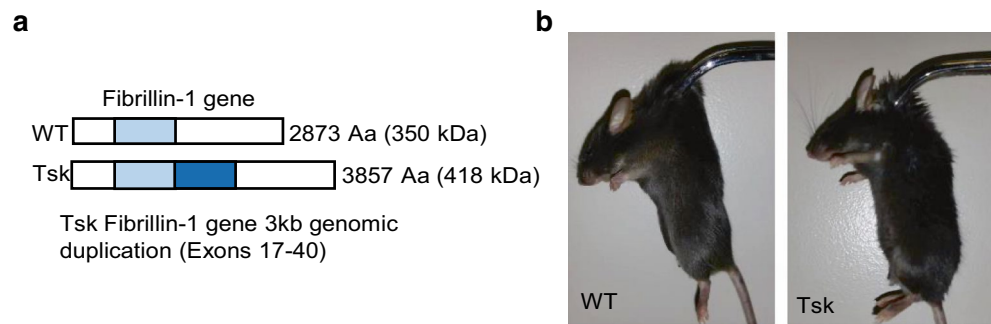 a
Fibrillin-1 gene
WT 2873 Aa (350 kDa)
Tsk 3857 Aa (418 kDa)
Tsk Fibrillin-1 gene 3kb genomic
duplication (Exons 17-40)
b
WT
Tsk